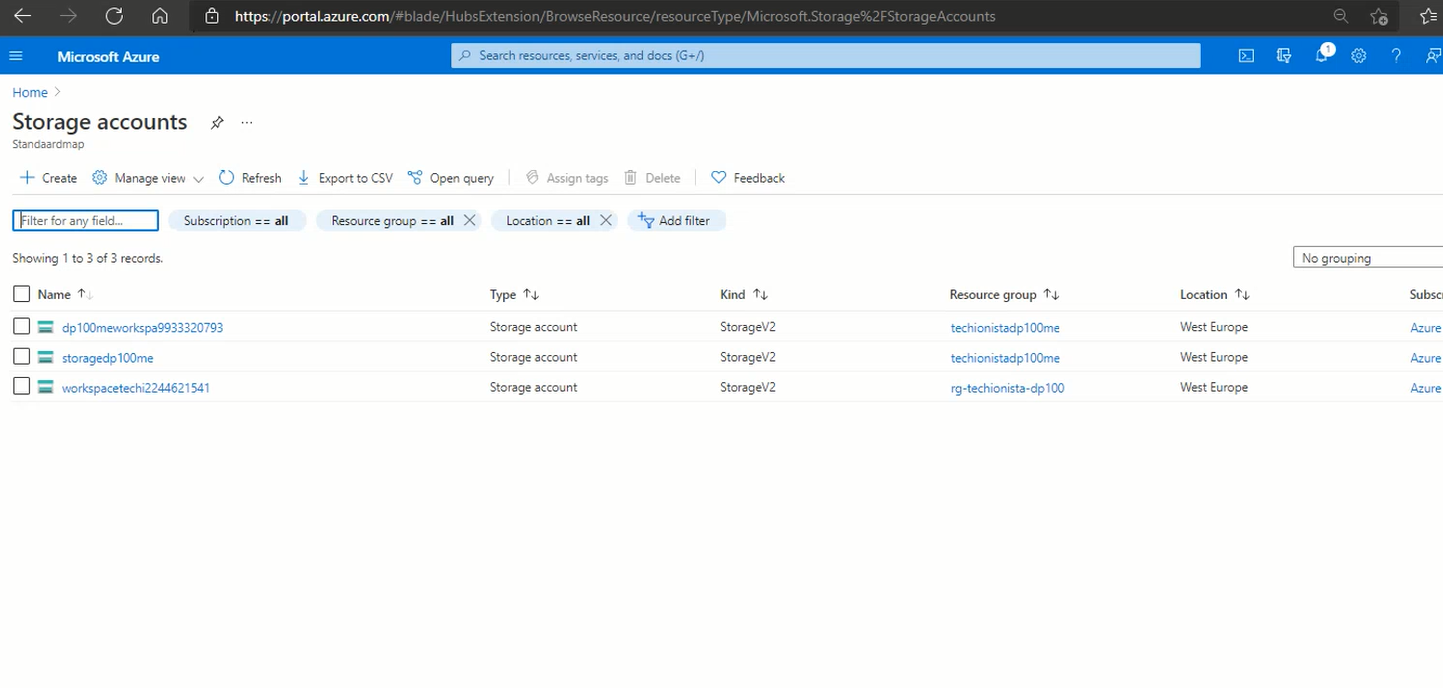 https://portal.azure.com/#blade/HubsExtension/BrowseResource/resourceType/Microsoft.Storage%2FStorageAccounts
Microsoft Azure Search resources, services, and docs (G+/) 1 ?
Home >
Storage accounts ...
Standaardmap
+ Create Manage view Refresh Export to CSV Open query Assign tags Delete Feedback
Filter for any field... Subscription == all Resource group == all Location == all Add filter
Showing 1 to 3 of 3 records. No grouping
Name Type Kind Resource group Location Subsc
dp100meworkspa9933320793 Storage account StorageV2 techionistadp100me West Europe Azure
storagedp100me Storage account StorageV2 techionistadp100me West Europe Azure
workspacetechi2244621541 Storage account StorageV2 rg-techionista-dp100 West Europe Azure